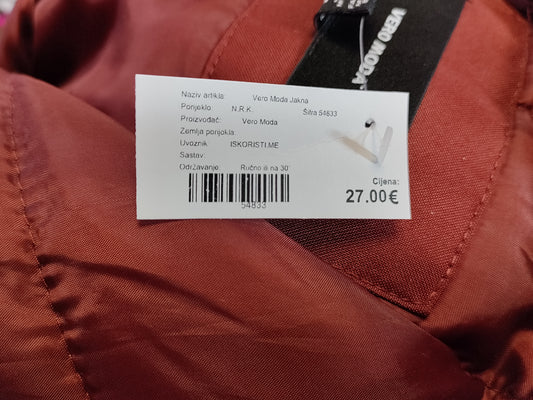 VERO MODA
Naziv artikla: Vero Moda Jakna
Porijeklo: N.R.K. Šifra 54833
Proizvođač: Vero Moda
Zemlja porijekla:
Uvoznik: ISKORISTI.ME
Sastav:
Održavanje: Ručno ili na 30°
54833
Cijena:
27.00€